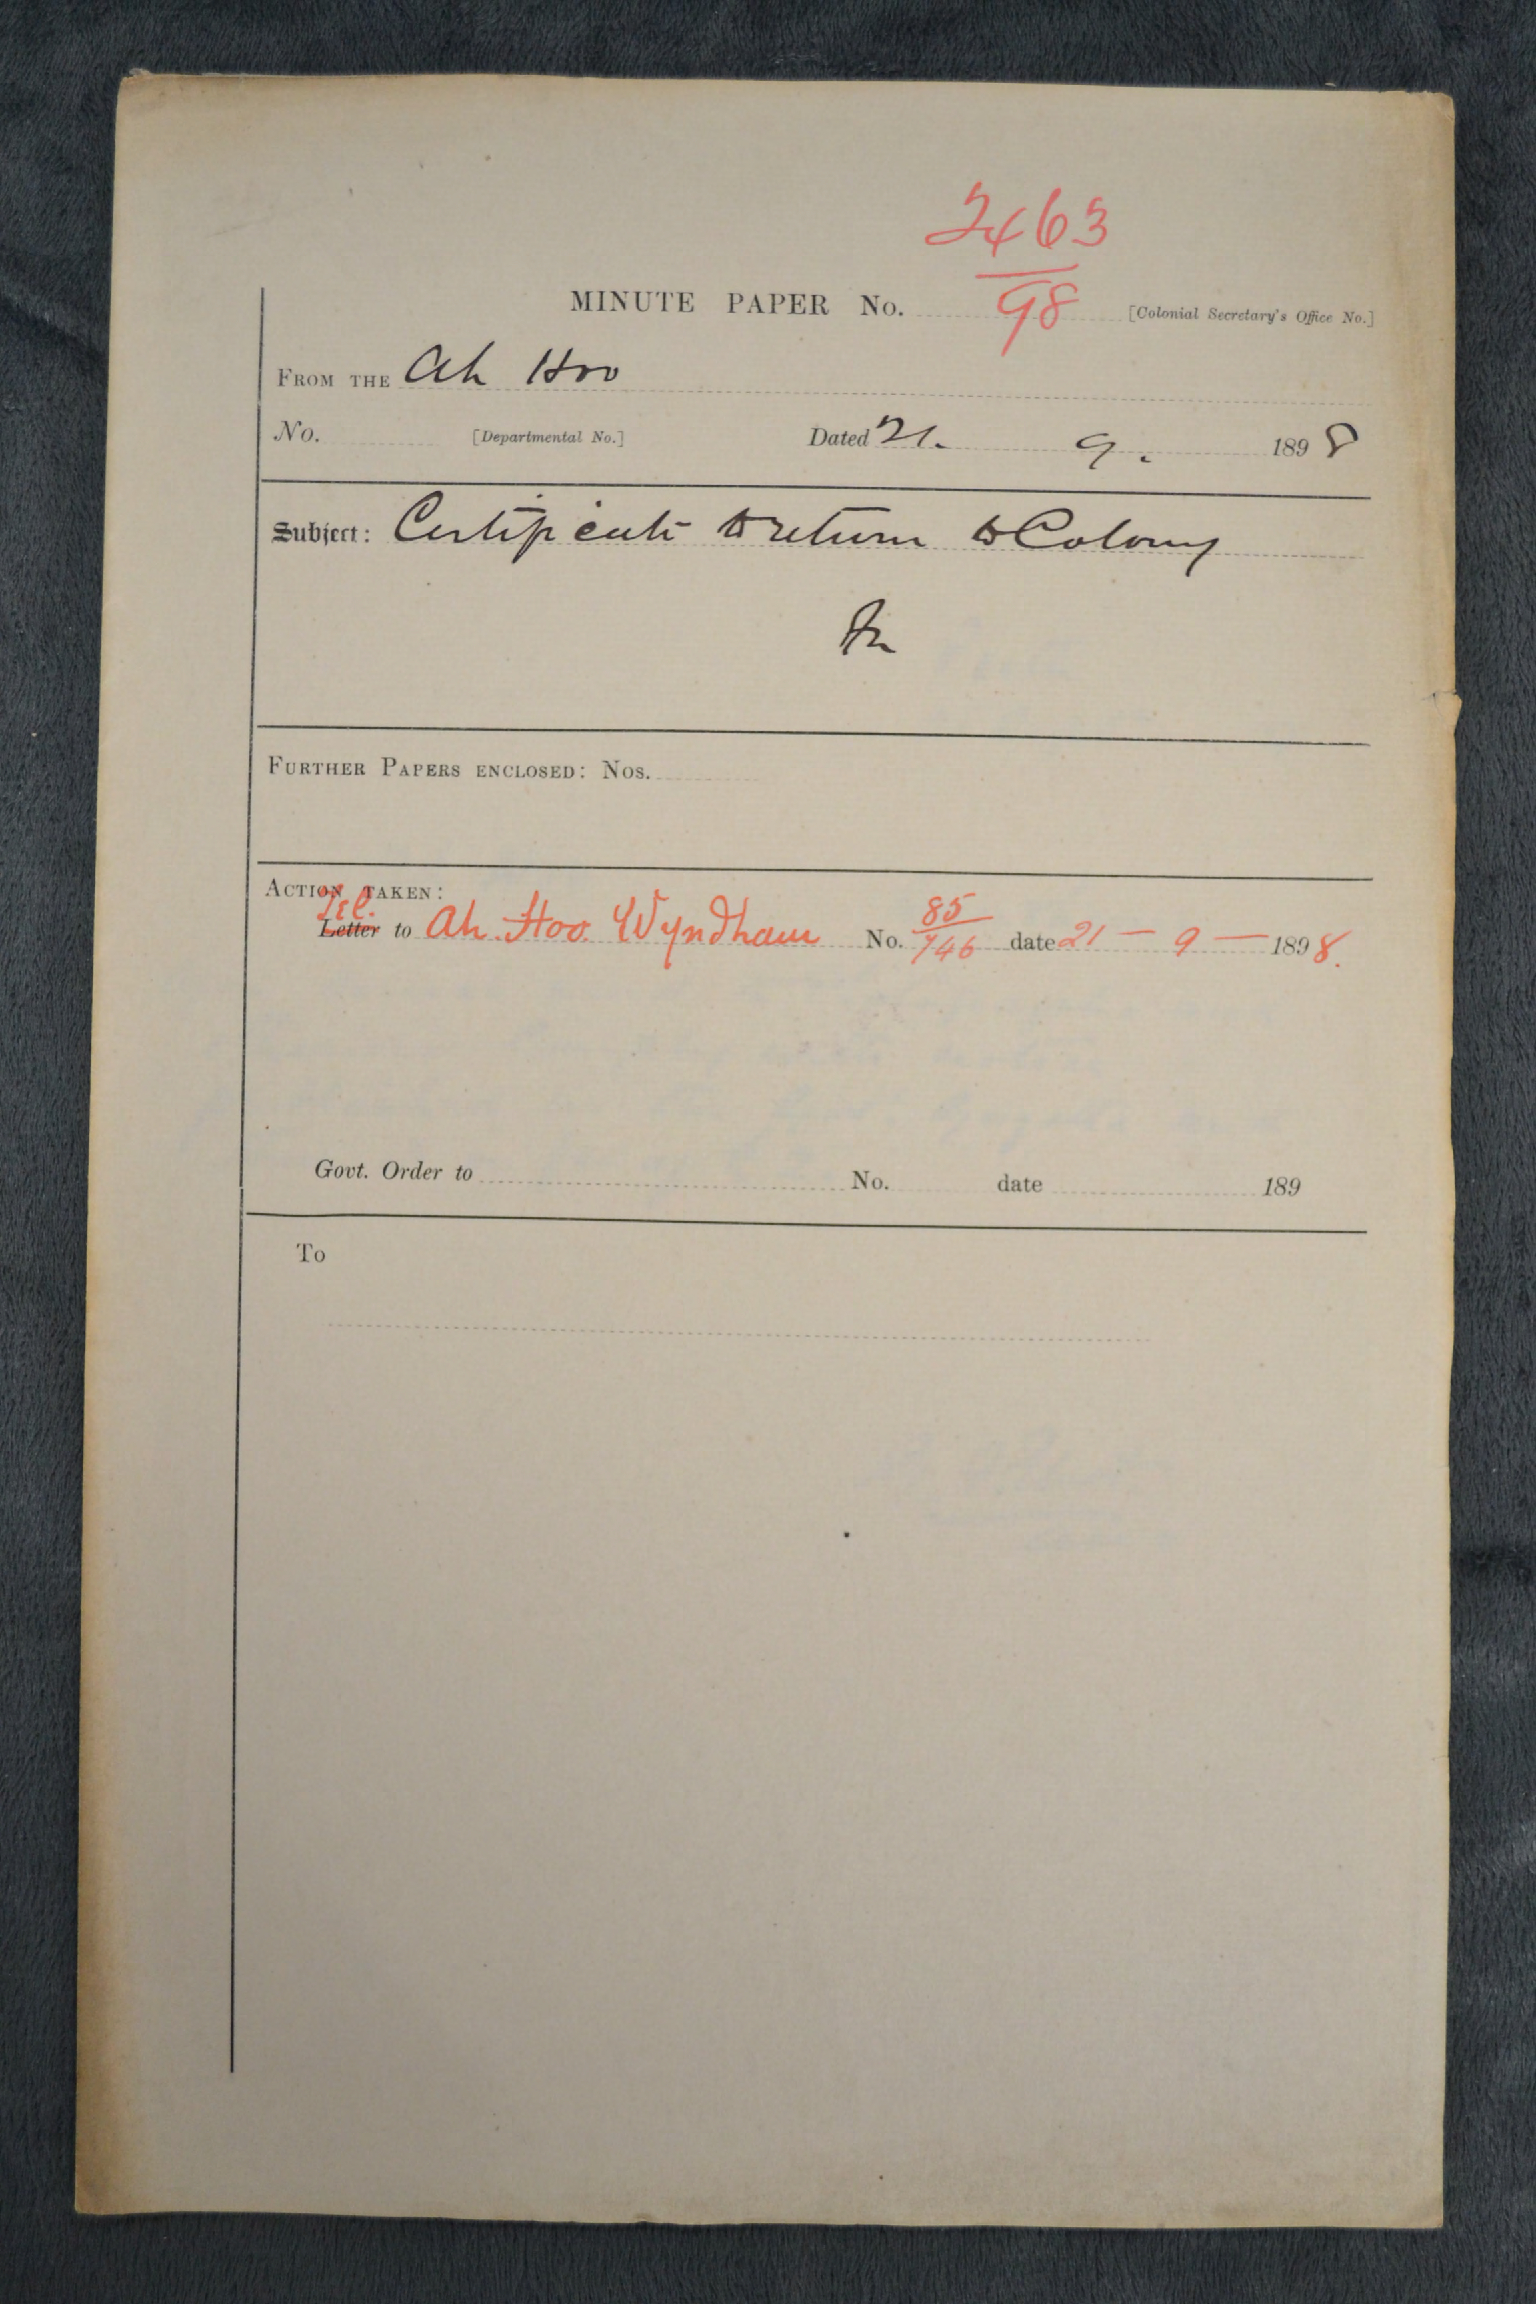 2463
98
MINUTE PAPER No. [Colonial Secretary's Office No.]
FROM THE Ah Hoo
No. [Departmental No.] Dated 21. 9. 1898
Subject: Certificate to return to Colony
FURTHER PAPERS ENCLOSED: NOS.
ACTION TAKEN:
Tel.
Letter to Ah Hoo. Wyndham No. 85/746 date 21 - 9 - 1898.
Govt. Order to No. date 189
To